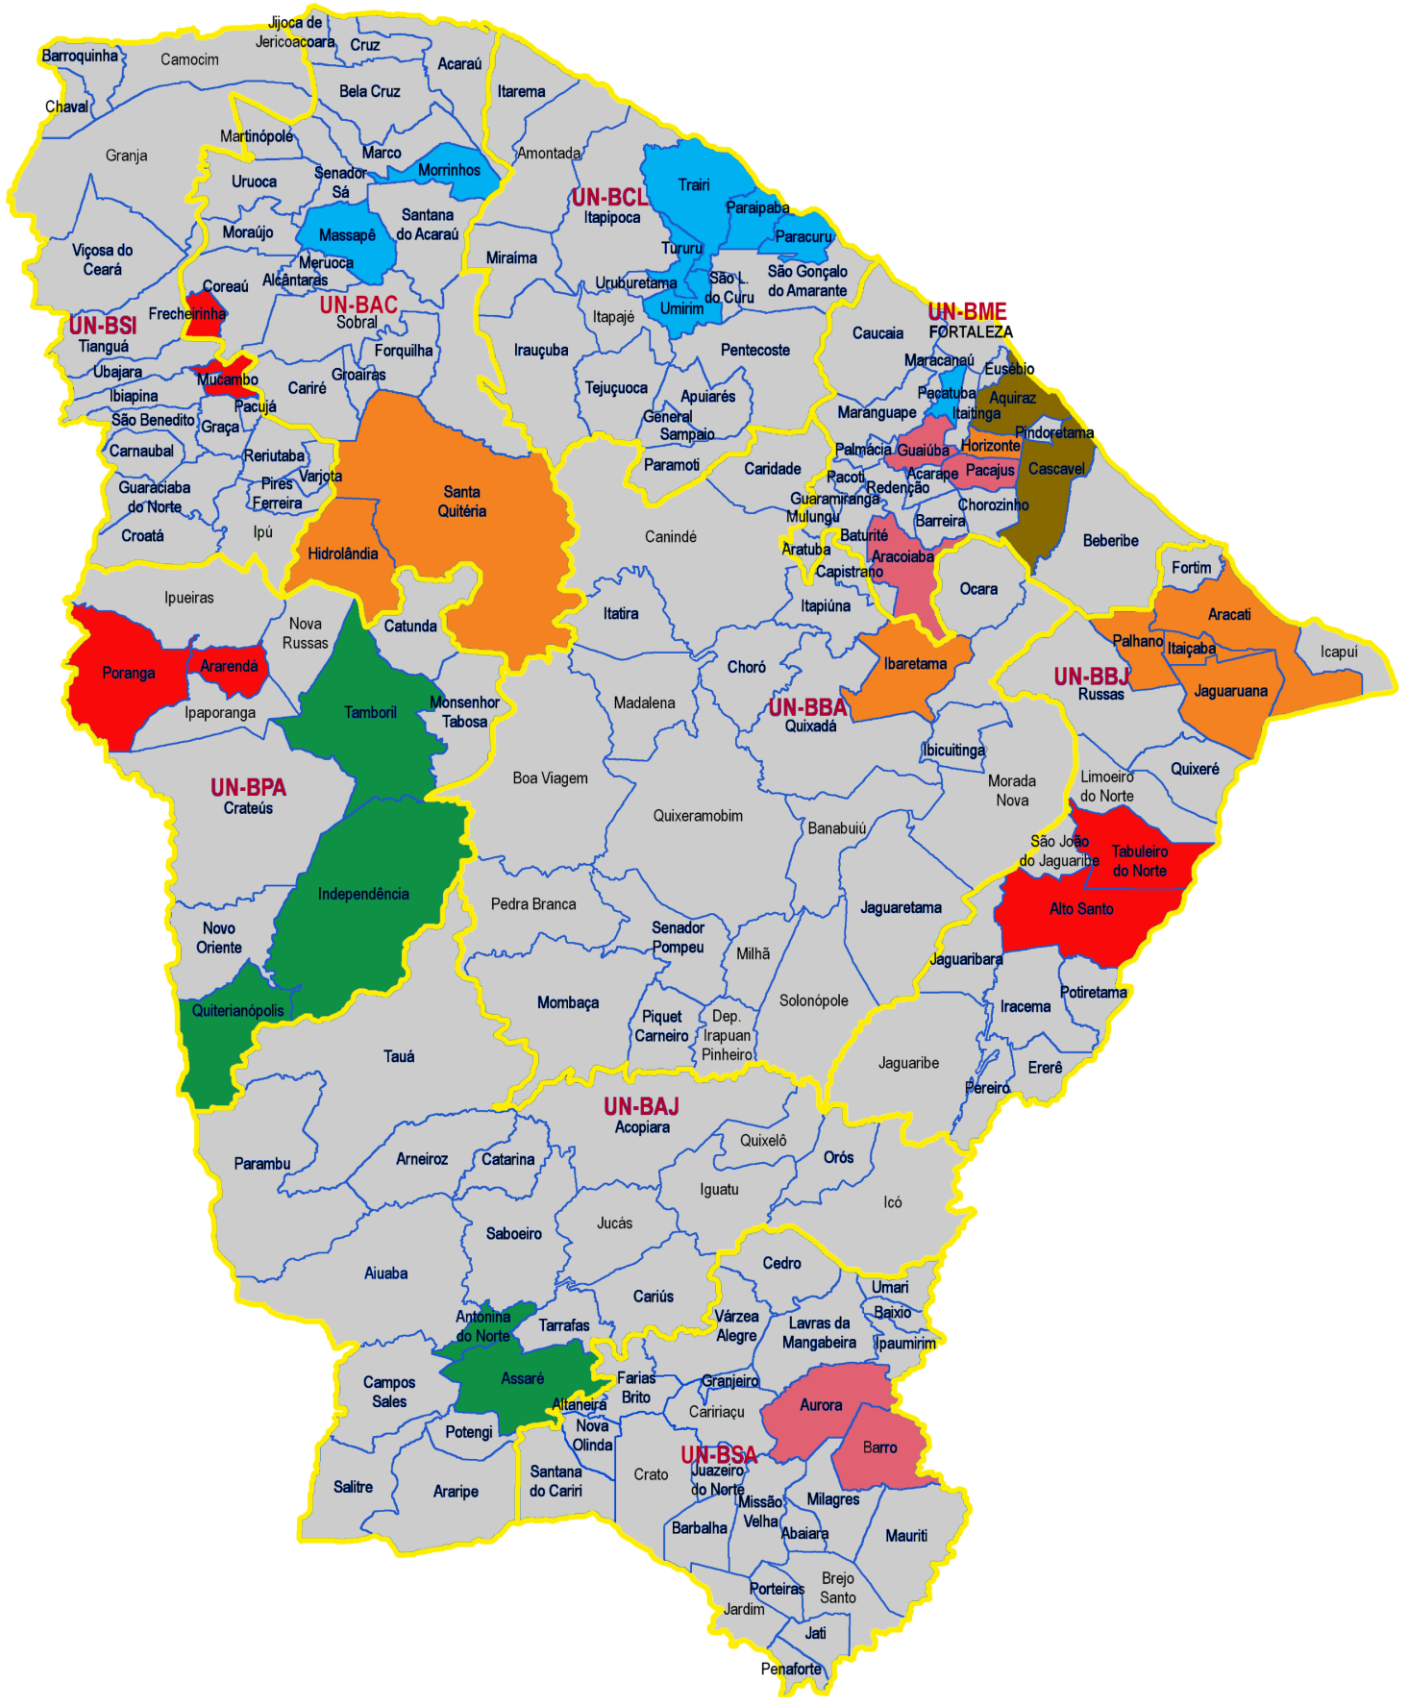 Jijoca de
Jericoacoara
Cruz
Barroquinha
Camocim
Acaraú
Chaval
Bela Cruz
Itarema
Martinópole
Granja
Marco
Amontada
Morrinhos
Uruoca
Senador
Sá
Trairi
UN-BCL
Itapipoca
Paraipaba
Moraújo
Massapê
Santana
do Acaraú
Paracuru
Viçosa do
Ceará
Tururu
Miraíma
Meruoca
Alcântaras
Coreaú
Uruburetama
São L.
do Curu
São Gonçalo
do Amarante
Frecheirinha
UN-BAC
Sobral
Umirim
UN-BME
FORTALEZA
UN-BSI
Tianguá
Itapajé
Caucaia
Forquilha
Irauçuba
Pentecoste
Maracanaú
Eusébio
Ubajara
Mucambo
Groaíras
Cariré
Tejuçuoca
Apuiarés
Pacatuba
Aquiraz
Ibiapina
Pacujá
Itaitinga
Maranguape
São Benedito
Graça
General
Sampaio
Pindoretama
Carnaubal
Reriutaba
Palmácia
Guaiúba
Horizonte
Varjota
Paramoti
Caridade
Pacoti
Acarape
Pacajus
Cascavel
Guaraciaba
do Norte
Pires
Ferreira
Santa
Quitéria
Redenção
Guaramiranga
Chorozinho
Mulungu
Barreira
Croatá
Ipú
Canindé
Baturité
Beberibe
Hidrolândia
Aratuba
Aracoiaba
Capistrano
Fortim
Ipueiras
Ocara
Nova
Russas
Catunda
Itatira
Itapiúna
Aracati
Palhano
Itaiçaba
Icapuí
Poranga
Ararendá
Choró
Ibaretama
UN-BBJ
Russas
Jaguaruana
Ipaporanga
Tamboril
Monsenhor
Tabosa
Madalena
UN-BBA
Quixadá
Ibicuitinga
UN-BPA
Crateús
Boa Viagem
Morada
Nova
Limoeiro
do Norte
Quixeré
Quixeramobim
Banabuiú
São João
do Jaguaribe
Tabuleiro
do Norte
Independência
Pedra Branca
Jaguaretama
Alto Santo
Novo
Oriente
Senador
Pompeu
Milhã
Jaguaribara
Quiterianópolis
Mombaça
Solonópole
Potiretama
Iracema
Piquet
Carneiro
Dep.
Irapuan
Pinheiro
Tauá
Jaguaribe
Ererê
Pereiro
UN-BAJ
Acopiara
Quixelô
Parambu
Arneiroz
Catarina
Orós
Iguatu
Icó
Jucás
Saboeiro
Aiuaba
Cedro
Umari
Cariús
Baixio
Antonina
do Norte
Tarrafas
Várzea
Alegre
Lavras da
Mangabeira
Ipaumirim
Campos
Sales
Assaré
Farias
Brito
Granjeiro
Altaneira
Caririaçu
Aurora
Potengi
Nova
Olinda
Barro
UN-BSA
Juazeiro
do Norte
Salitre
Araripe
Santana
do Cariri
Crato
Missão
Velha
Milagres
Barbalha
Abaiara
Mauriti
Porteiras
Brejo
Santo
Jardim
Jati
Penaforte